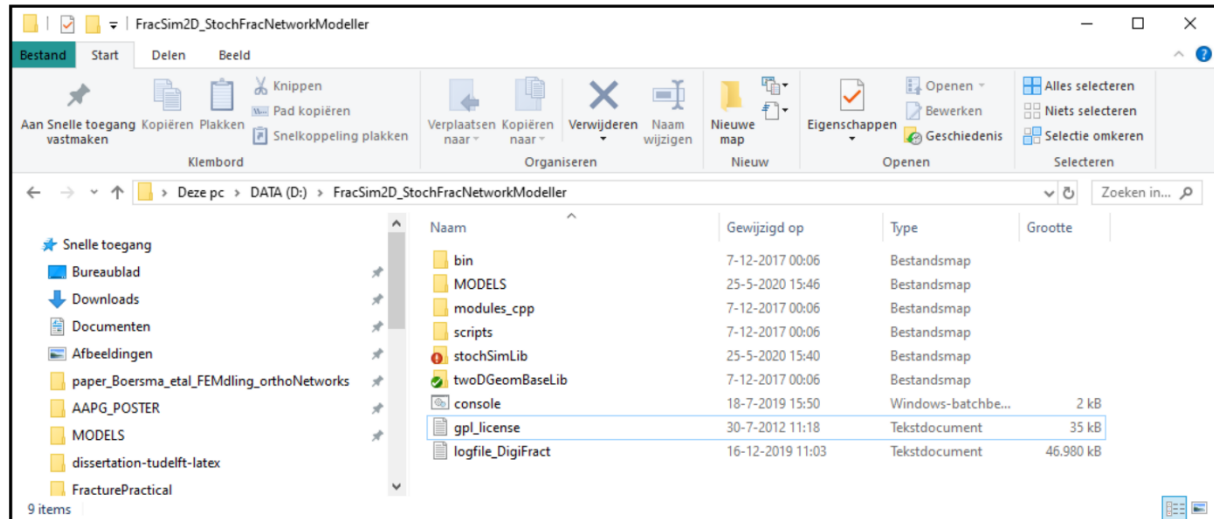 FracSim2D_StochFracNetworkModeller
Bestand Start Delen Beeld
Aan Snelle toegang vastmaken
Kopiëren Plakken
Knippen
Pad kopiëren
Snelkoppeling plakken
Klembord
Verplaatsen naar
Kopiëren naar
Verwijderen
Naam wijzigen
Organiseren
Nieuwe map
Nieuw
Eigenschappen
Openen
Bewerken
Geschiedenis
Openen
Alles selecteren
Niets selecteren
Selectie omkeren
Selecteren
Deze pc > DATA (D:) > FracSim2D_StochFracNetworkModeller
Zoeken in...
Snelle toegang
Bureaublad
Downloads
Documenten
Afbeeldingen
paper_Boersma_etal_FEMdling_orthoNetworks
AAPG_POSTER
MODELS
dissertation-tudelft-latex
FracturePractical
Naam Gewijzigd op Type Grootte
bin 7-12-2017 00:06 Bestandsmap
MODELS 25-5-2020 15:46 Bestandsmap
modules_cpp 7-12-2017 00:06 Bestandsmap
scripts 7-12-2017 00:06 Bestandsmap
stochSimLib 25-5-2020 15:40 Bestandsmap
twoDGeomBaseLib 7-12-2017 00:06 Bestandsmap
console 18-7-2019 15:50 Windows-batchbe... 2 kB
gpl_license 30-7-2012 11:18 Tekstdocument 35 kB
logfile_DigiFract 16-12-2019 11:03 Tekstdocument 46.980 kB
9 items